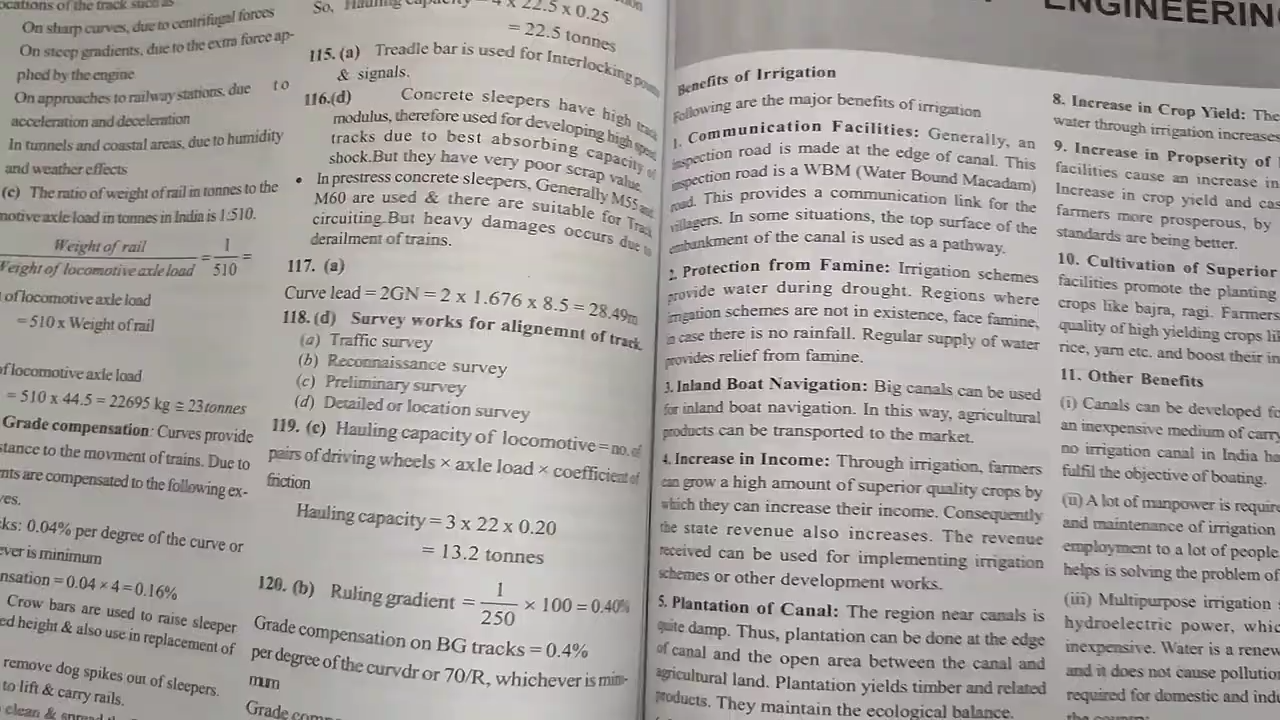 On sharp curves, due to centrifugal forces
On steep gradients, due to the extra force ap-
phed by the engine
On approaches to railway stations, due to
acceleration and deceleration
In tunnels and coastal areas, due to humidity
and weather effects
(c) The ratio of weight of rail in tonnes to the
motive axle load in tonnes in India is 1:510.
Weight of rail / Weight of locomotive axle load = 1/510 =
of locomotive axle load
= 510 x Weight of rail
of locomotive axle load
= 510 x 44.5 = 22695 kg ≅ 23 tonnes
Grade compensation: Curves provide
stance to the movment of trains. Due to
nts are compensated to the following ex-
ves.
ks: 0.04% per degree of the curve or
ever is minimum
nsation = 0.04 × 4 = 0.16%
Crow bars are used to raise sleeper
ed height & also use in replacement of
remove dog spikes out of sleepers.
to lift & carry rails.
So, Hauling capacity = 4 x 22.5 x 0.25
= 22.5 tonnes
115. (a) Treadle bar is used for Interlocking points
& signals.
116.(d) Concrete sleepers have high track
modulus, therefore used for developing high speed
tracks due to best absorbing capacity of
shock.But they have very poor scrap value.
• In prestress concrete sleepers, Generally M55 and
M60 are used & there are suitable for Track
circuiting.But heavy damages occurs due to
derailment of trains.
117. (a)
Curve lead = 2GN = 2 x 1.676 x 8.5 = 28.49m
118. (d) Survey works for alignemnt of track
(a) Traffic survey
(b) Reconnaissance survey
(c) Preliminary survey
(d) Detailed or location survey
119. (c) Hauling capacity of locomotive = no. of
pairs of driving wheels × axle load × coefficient of
friction
Hauling capacity = 3 x 22 x 0.20
= 13.2 tonnes
120. (b) Ruling gradient = 1/250 × 100 = 0.40%
Grade compensation on BG tracks = 0.4%
per degree of the curvdr or 70/R, whichever is mini-
mum
ENGINEERING
Benefits of Irrigation
Following are the major benefits of irrigation
1. Communication Facilities: Generally, an
inspection road is made at the edge of canal. This
inspection road is a WBM (Water Bound Macadam)
road. This provides a communication link for the
villagers. In some situations, the top surface of the
embankment of the canal is used as a pathway.
2. Protection from Famine: Irrigation schemes
provide water during drought. Regions where
irrigation schemes are not in existence, face famine,
in case there is no rainfall. Regular supply of water
provides relief from famine.
3. Inland Boat Navigation: Big canals can be used
for inland boat navigation. In this way, agricultural
products can be transported to the market.
4. Increase in Income: Through irrigation, farmers
can grow a high amount of superior quality crops by
which they can increase their income. Consequently
the state revenue also increases. The revenue
received can be used for implementing irrigation
schemes or other development works.
5. Plantation of Canal: The region near canals is
quite damp. Thus, plantation can be done at the edge
of canal and the open area between the canal and
agricultural land. Plantation yields timber and related
products. They maintain the ecological balance.
8. Increase in Crop Yield: The
water through irrigation increases
9. Increase in Propserity of
facilities cause an increase in
Increase in crop yield and cas
farmers more prosperous, by
standards are being better.
10. Cultivation of Superior
facilities promote the planting
crops like bajra, ragi. Farmers
quality of high yielding crops li
rice, yarn etc. and boost their in
11. Other Benefits
(i) Canals can be developed fo
an inexpensive medium of carry
no irrigation canal in India ha
fulfil the objective of boating.
(ii) A lot of manpower is require
and maintenance of irrigation
employment to a lot of people
helps is solving the problem of
(iii) Multipurpose irrigation
hydroelectric power, whic
inexpensive. Water is a renew
and it does not cause pollution
required for domestic and indu